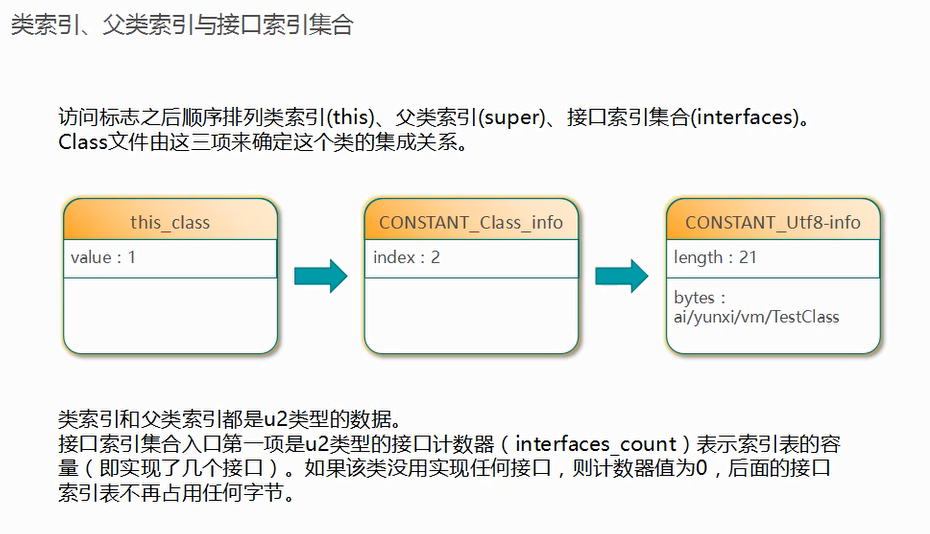 类索引、父类索引与接口索引集合
访问标志之后顺序排列类索引(this)、父类索引(super)、接口索引集合(interfaces)。
Class文件由这三项来确定这个类的集成关系。
this_class
value：1
CONSTANT_Class_info
index：2
CONSTANT_Utf8-info
length：21
bytes：
ai/yunxi/vm/TestClass
类索引和父类索引都是u2类型的数据。
接口索引集合入口第一项是u2类型的接口计数器（interfaces_count）表示索引表的容
量（即实现了几个接口）。如果该类没用实现任何接口，则计数器值为0，后面的接口
索引表不再占用任何字节。